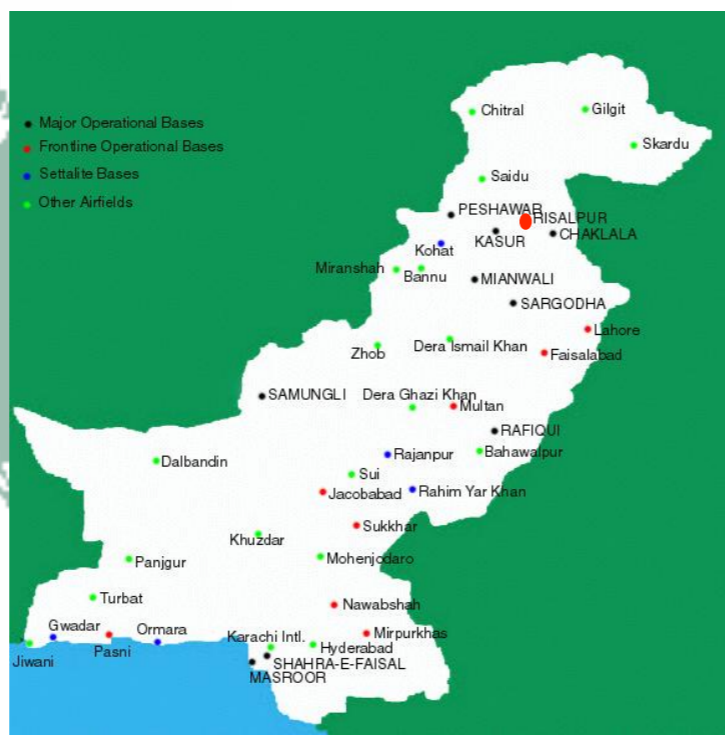 Major Operational Bases
Frontline Operational Bases
Settalite Bases
Other Airfields
Chitral
Gilgit
Skardu
Saidu
PESHAWAR
RISALPUR
KASUR
CHAKLALA
Kohat
Miranshah
Bannu
MIANWALI
SARGODHA
Lahore
Zhob
Dera Ismail Khan
Faisalabad
SAMUNGLI
Dera Ghazi Khan
Multan
RAFIQUI
Dalbandin
Rajanpur
Bahawalpur
Sui
Jacobabad
Rahim Yar Khan
Sukkhar
Khuzdar
Panjgur
Mohenjodaro
Turbat
Nawabshah
Gwadar
Ormara
Karachi Intl.
Mirpurkhas
Pasni
Hyderabad
Jiwani
SHAHRA-E-FAISAL
MASROOR